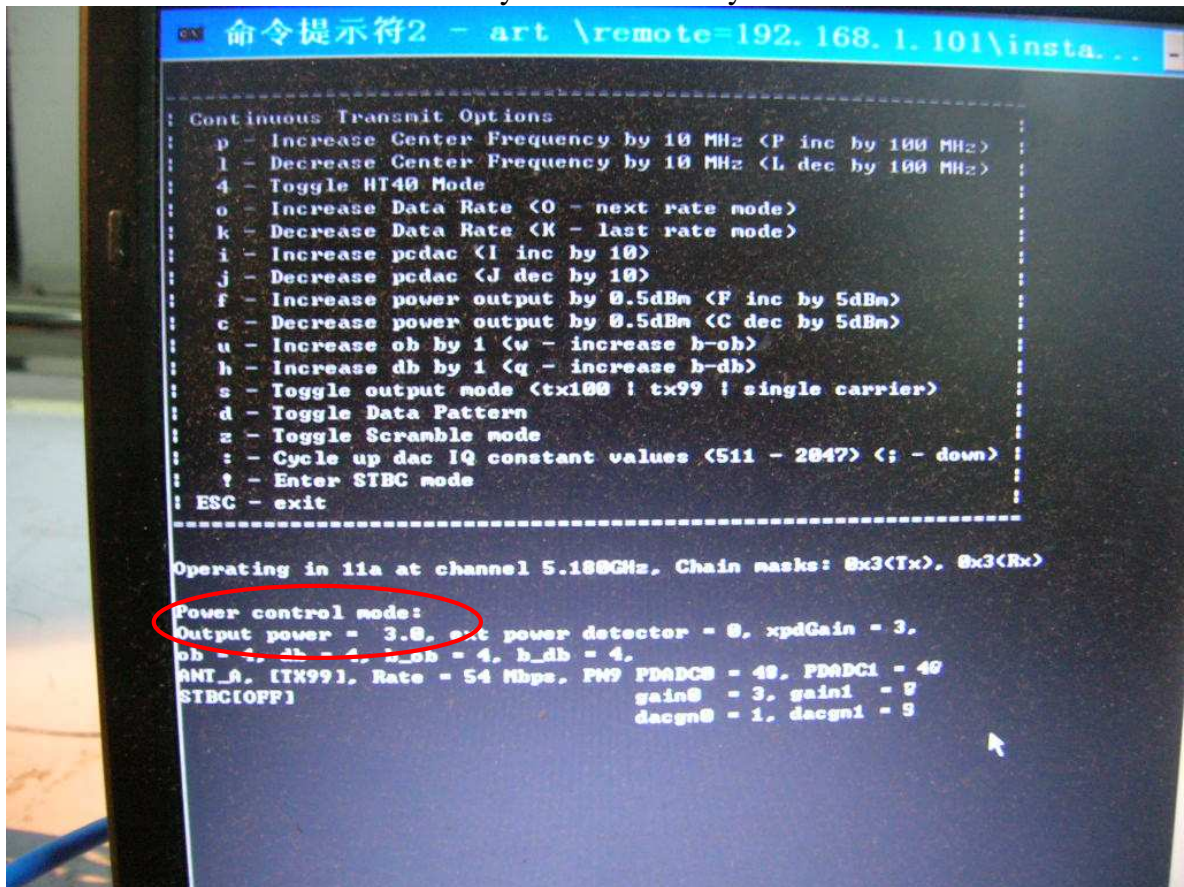 命令提示符2 - art \remote=192.168.1.101\insta...
Continuous Transmit Options
p - Increase Center Frequency by 10 MHz <P inc by 100 MHz>
l - Decrease Center Frequency by 10 MHz <L dec by 100 MHz>
4 - Toggle HT40 Mode
o - Increase Data Rate <O - next rate mode>
k - Decrease Data Rate <K - last rate mode>
i - Increase pcdac <I inc by 10>
j - Decrease pcdac <J dec by 10>
f - Increase power output by 0.5dBm <F inc by 5dBm>
c - Decrease power output by 0.5dBm <C dec by 5dBm>
u - Increase ob by 1 <w - increase b-ob>
h - Increase db by 1 <q - increase b-db>
s - Toggle output mode <tx100 | tx99 | single carrier>
d - Toggle Data Pattern
z - Toggle Scramble mode
: - Cycle up dac IQ constant values <511 - 2047> <; - down>
? - Enter STBC mode
ESC - exit
Operating in 11a at channel 5.180GHz, Chain masks: 0x3<Tx>, 0x3<Rx>
Power control mode:
Output power = 3.0, ext power detector = 0, xpdGain = 3,
ob = 4, db = 4, b_ob = 4, b_db = 4,
ANT_A, [TX99], Rate = 54 Mbps, PN9 PDADC0 = 40, PDADC1 =
STBC[OFF] gain0 = 3, gain1 =
dacgn0 = 1, dacgn1 =